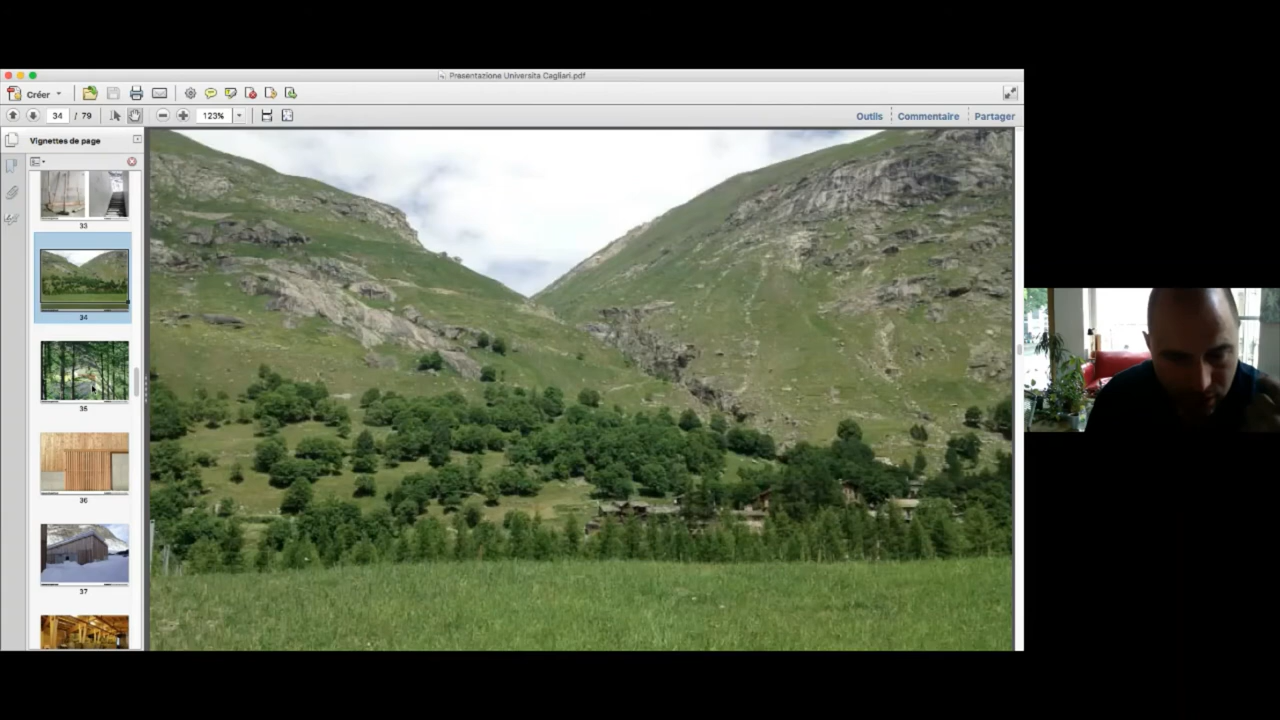 Presentazione Universita Cagliari.pdf
Créer
34 / 79
123%
Outils
Commentaire
Partager
Vignettes de page
33
34
35
36
37